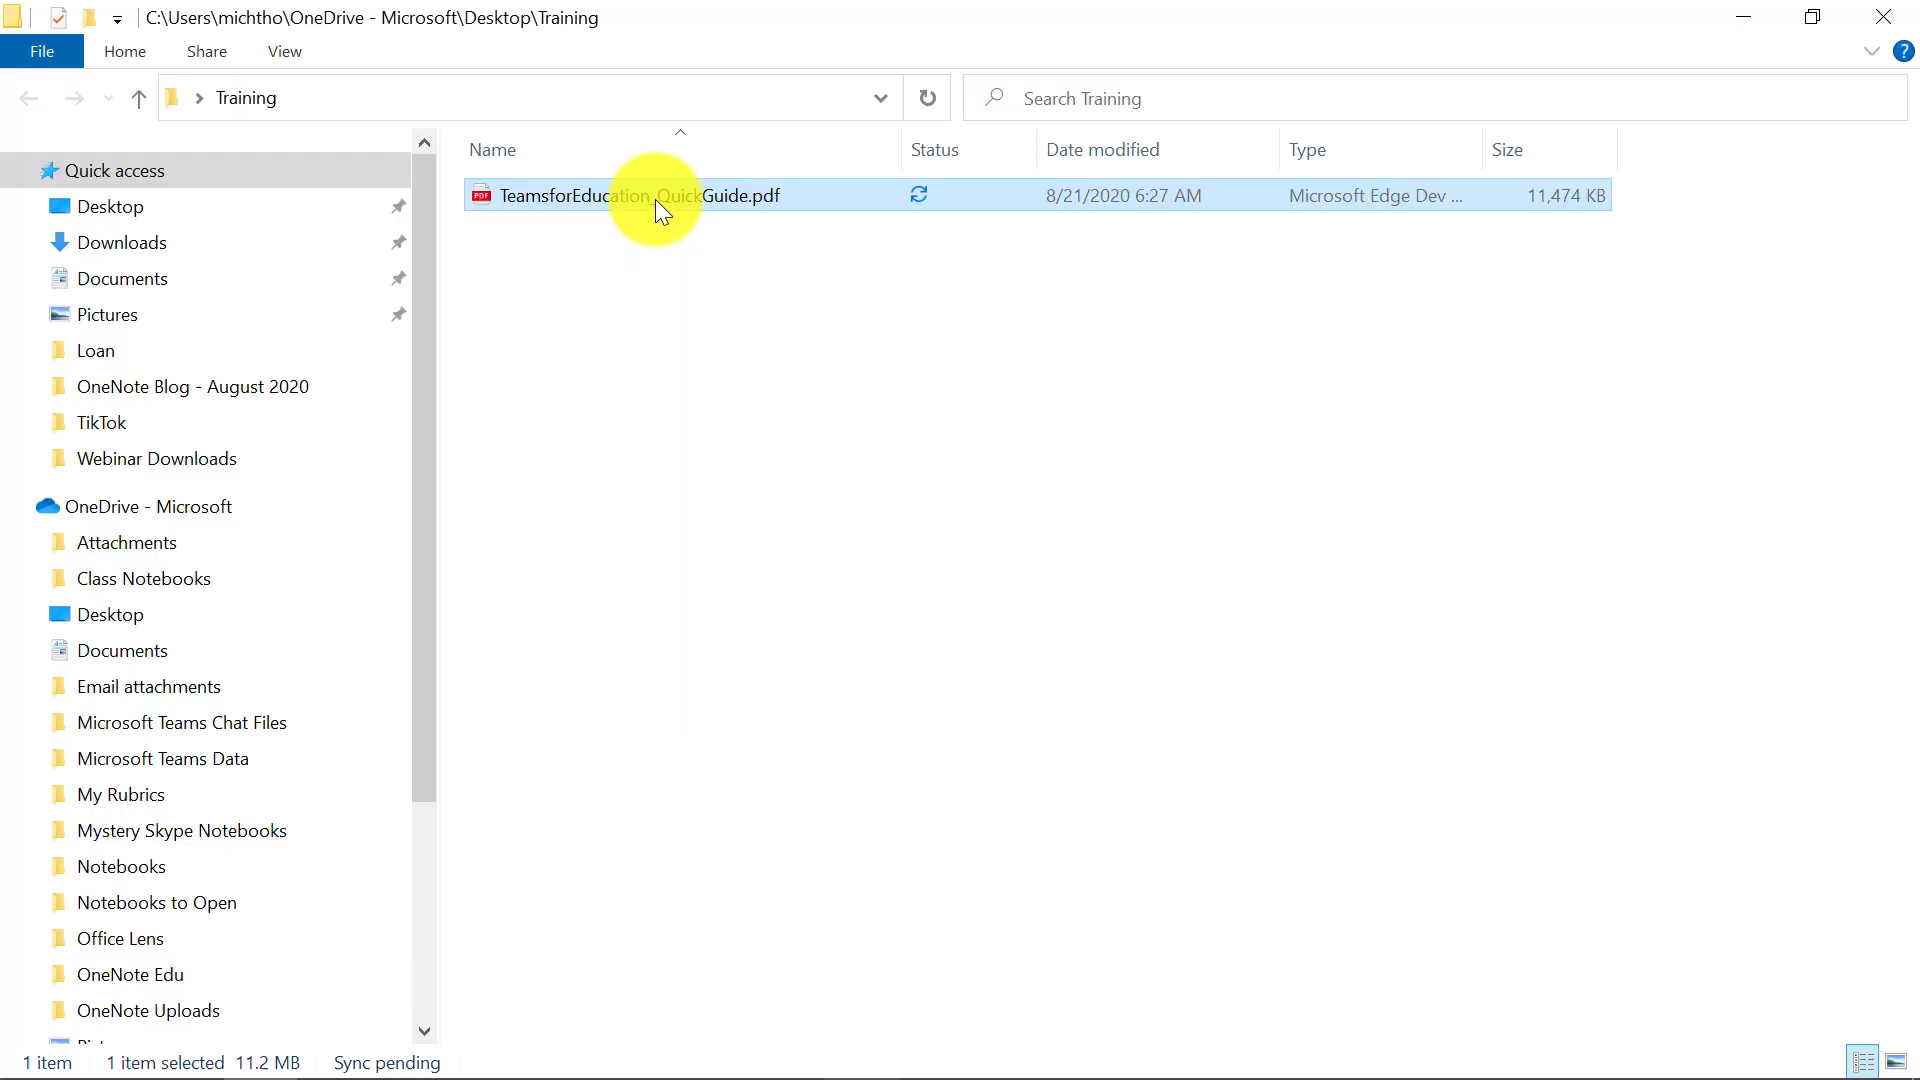 C:\Users\michtho\OneDrive - Microsoft\Desktop\Training
File Home Share View
Training
Search Training
Name Status Date modified Type Size
TeamsforEducation_QuickGuide.pdf 8/21/2020 6:27 AM Microsoft Edge Dev ... 11,474 KB
Quick access
Desktop
Downloads
Documents
Pictures
Loan
OneNote Blog - August 2020
TikTok
Webinar Downloads
OneDrive - Microsoft
Attachments
Class Notebooks
Desktop
Documents
Email attachments
Microsoft Teams Chat Files
Microsoft Teams Data
My Rubrics
Mystery Skype Notebooks
Notebooks
Notebooks to Open
Office Lens
OneNote Edu
OneNote Uploads
1 item 1 item selected 11.2 MB Sync pending